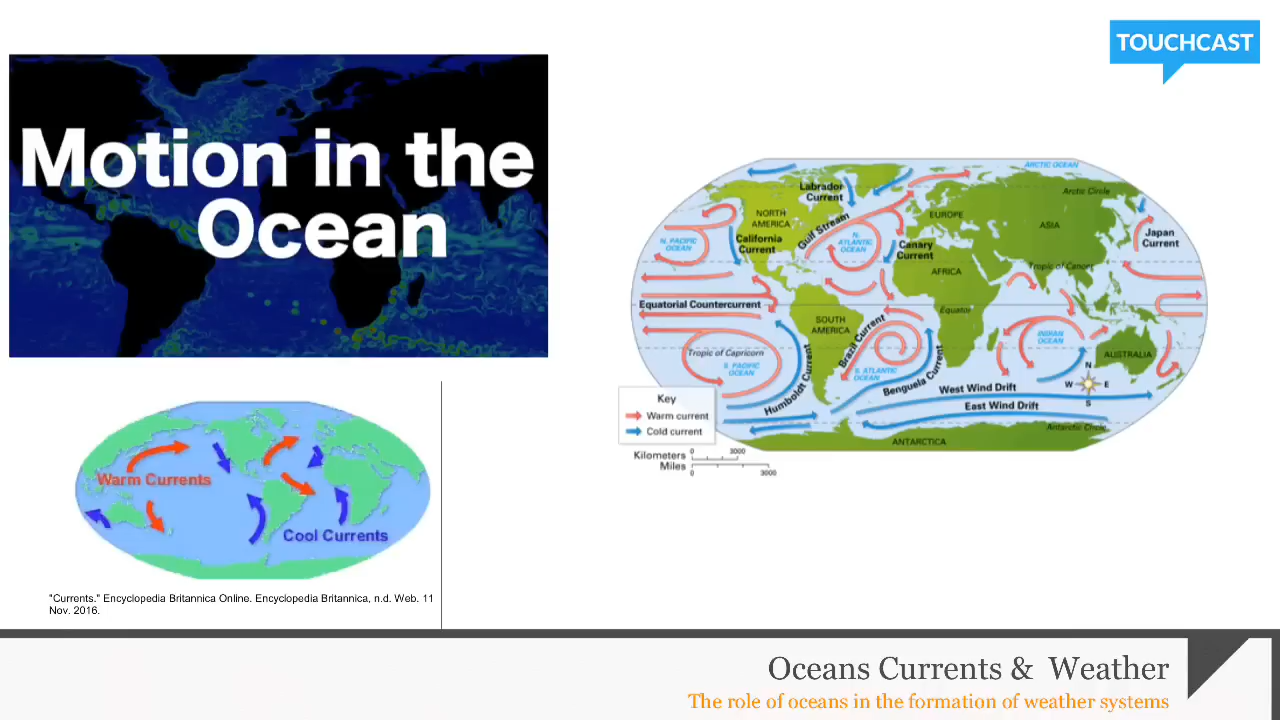 TOUCHCAST
Motion in the
Ocean
ARCTIC OCEAN
Labrador
Current
Arctic Circle
NORTH
AMERICA
EUROPE
ASIA
Gulf Stream
Japan
Current
N. PACIFIC
OCEAN
California
Current
N.
ATLANTIC
OCEAN
Canary
Current
AFRICA
Tropic of Cancer
Equatorial Countercurrent
SOUTH
AMERICA
Equator
Brazil Current
INDIAN
OCEAN
AUSTRALIA
Tropic of Capricorn
S. PACIFIC
OCEAN
Humboldt Current
S. ATLANTIC
OCEAN
Benguela Current
West Wind Drift
East Wind Drift
N
W E
S
Antarctic Circle
ANTARCTICA
Key
Warm current
Cold current
Kilometers 0 3000
Miles 0 3000
Warm Currents
Cool Currents
"Currents." Encyclopedia Britannica Online. Encyclopedia Britannica, n.d. Web. 11
Nov. 2016.
Oceans Currents & Weather
The role of oceans in the formation of weather systems